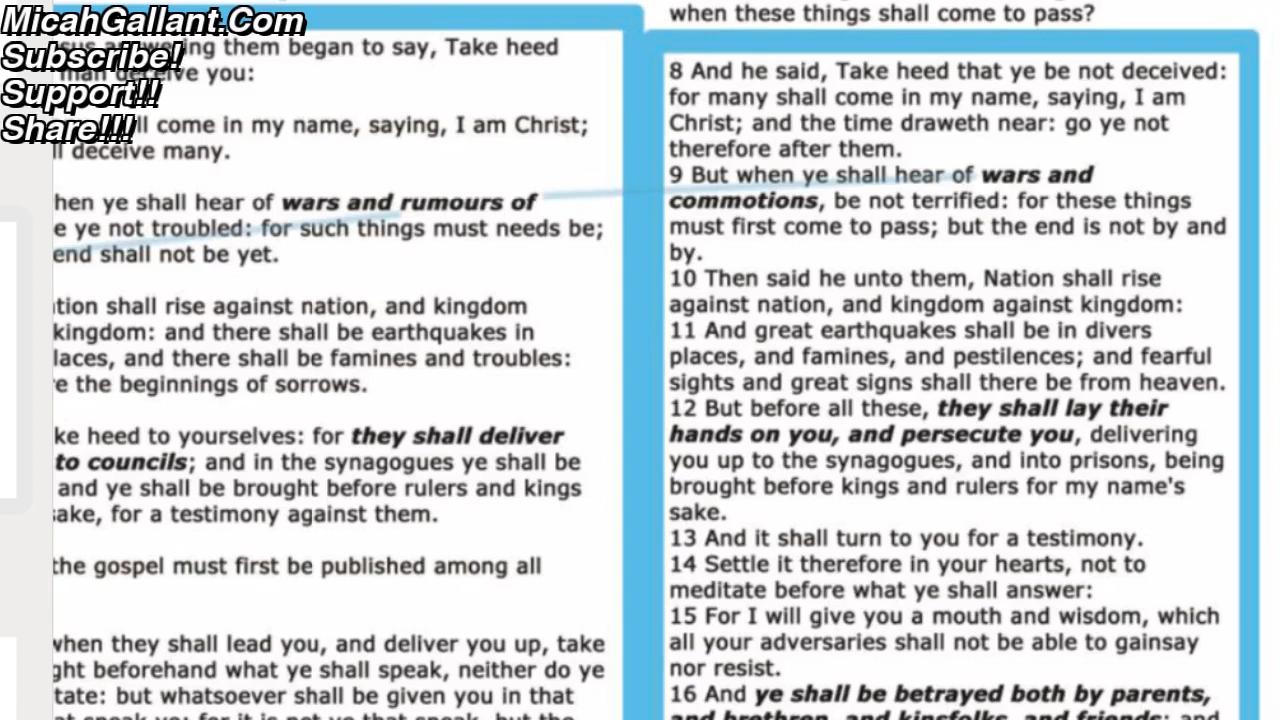 MicahGallant.Com
Subscribe!
Support!!
Share!!!
answering them began to say, Take heed
man deceive you:
come in my name, saying, I am Christ;
deceive many.
ye shall hear of wars and rumours of
ye not troubled: for such things must needs be;
end shall not be yet.
shall rise against nation, and kingdom
kingdom: and there shall be earthquakes in
and there shall be famines and troubles:
the beginnings of sorrows.
heed to yourselves: for they shall deliver
to councils; and in the synagogues ye shall be
and ye shall be brought before rulers and kings
for a testimony against them.
the gospel must first be published among all
when they shall lead you, and deliver you up, take
beforehand what ye shall speak, neither do ye
but whatsoever shall be given you in that
when these things shall come to pass?
8 And he said, Take heed that ye be not deceived:
for many shall come in my name, saying, I am
Christ; and the time draweth near: go ye not
therefore after them.
9 But when ye shall hear of wars and
commotions, be not terrified: for these things
must first come to pass; but the end is not by and
by.
10 Then said he unto them, Nation shall rise
against nation, and kingdom against kingdom:
11 And great earthquakes shall be in divers
places, and famines, and pestilences; and fearful
sights and great signs shall there be from heaven.
12 But before all these, they shall lay their
hands on you, and persecute you, delivering
you up to the synagogues, and into prisons, being
brought before kings and rulers for my name's
sake.
13 And it shall turn to you for a testimony.
14 Settle it therefore in your hearts, not to
meditate before what ye shall answer:
15 For I will give you a mouth and wisdom, which
all your adversaries shall not be able to gainsay
nor resist.
16 And ye shall be betrayed both by parents,
and brethren, and kinsfolks, and friends; and